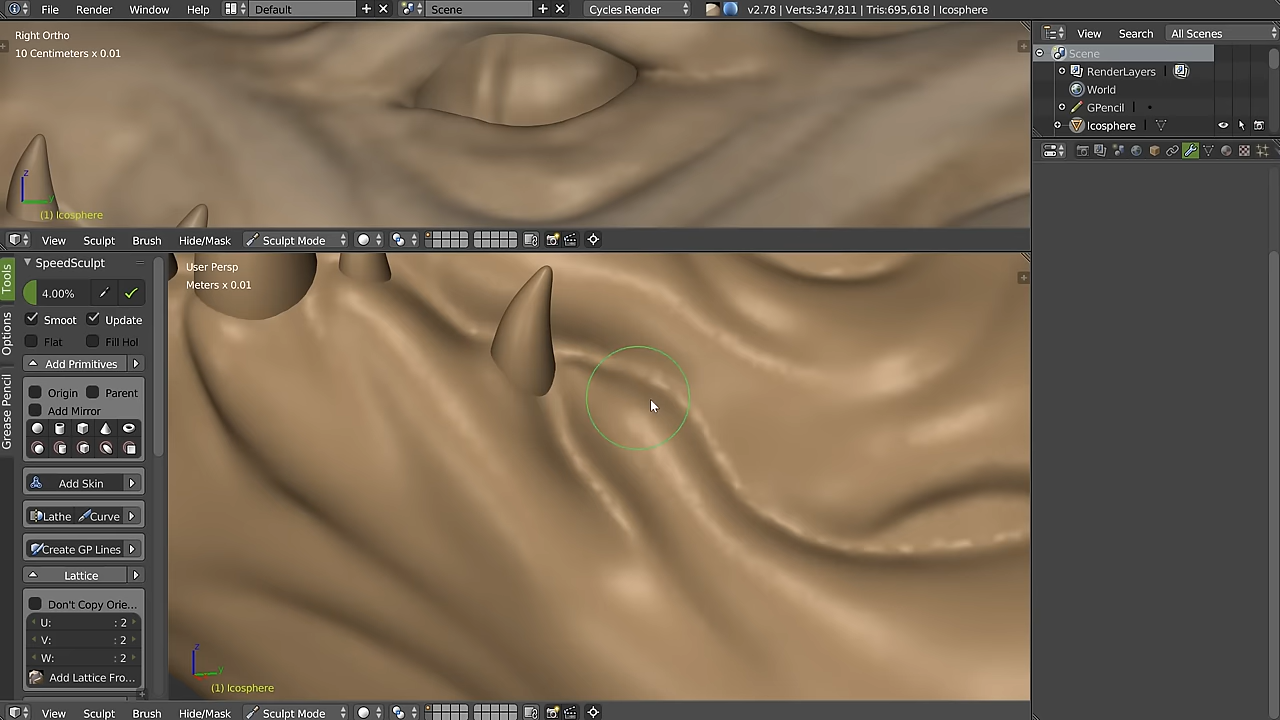 File Render Window Help Default Scene Cycles Render v2.78 | Verts:347,811 | Tris:695,618 | Icosphere
Right Ortho
10 Centimeters x 0.01
z
y
(1) Icosphere
View Sculpt Brush Hide/Mask Sculpt Mode
View Search All Scenes
Scene
RenderLayers
World
GPencil
Icosphere
Tools
Options
Grease Pencil
SpeedSculpt
4.00%
Smoot Update
Flat Fill Hol
Add Primitives
Origin Parent
Add Mirror
Add Skin
Lathe Curve
Create GP Lines
Lattice
Don't Copy Orie...
U: : 2
V: : 2
W: : 2
Add Lattice Fro...
User Persp
Meters x 0.01
z
y
(1) Icosphere
View Sculpt Brush Hide/Mask Sculpt Mode